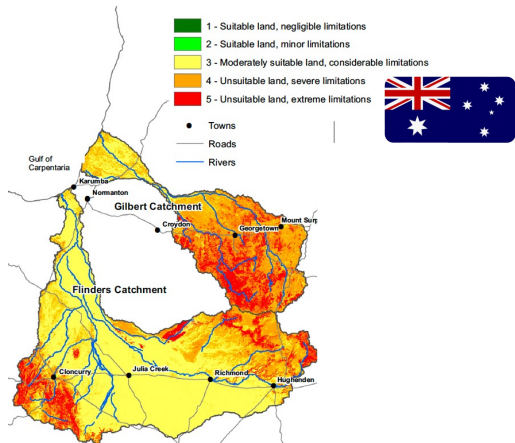 1 - Suitable land, negligible limitations
2 - Suitable land, minor limitations
3 - Moderately suitable land, considerable limitations
4 - Unsuitable land, severe limitations
5 - Unsuitable land, extreme limitations
Towns
Roads
Rivers
Gulf of
Carpentaria
Karumba
Normanton
Gilbert Catchment
Croydon
Georgetown
Mount Surp
Flinders Catchment
Cloncurry
Julia Creek
Richmond
Hughenden